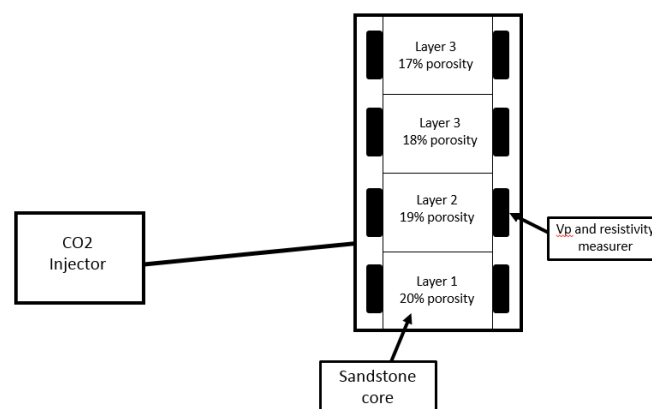 Layer 3
17% porosity
Layer 3
18% porosity
Layer 2
19% porosity
Layer 1
20% porosity
CO2
Injector
Vp and resistivity
measurer
Sandstone
core